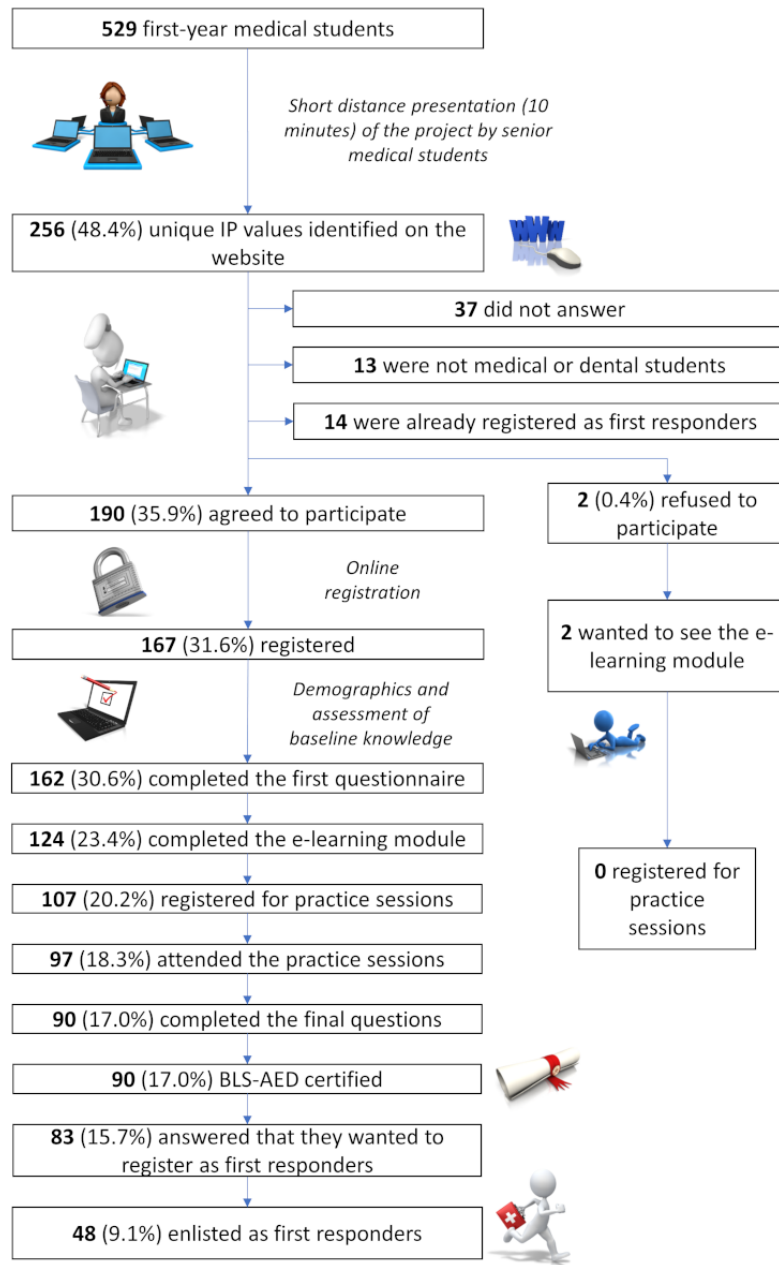 529 first-year medical students
Short distance presentation (10
minutes) of the project by senior
medical students
256 (48.4%) unique IP values identified on the
website
WWW
37 did not answer
13 were not medical or dental students
14 were already registered as first responders
190 (35.9%) agreed to participate
2 (0.4%) refused to
participate
Online
registration
167 (31.6%) registered
2 wanted to see the e-
learning module
Demographics and
assessment of
baseline knowledge
162 (30.6%) completed the first questionnaire
124 (23.4%) completed the e-learning module
0 registered for
practice
sessions
107 (20.2%) registered for practice sessions
97 (18.3%) attended the practice sessions
90 (17.0%) completed the final questions
90 (17.0%) BLS-AED certified
83 (15.7%) answered that they wanted to
register as first responders
48 (9.1%) enlisted as first responders